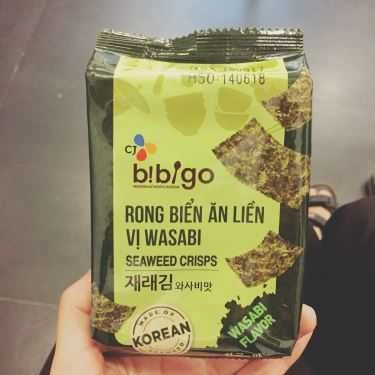 HSD-140618
CJ
b!b!go
RONG BIỂN ĂN LIỀN
VỊ WASABI
SEAWEED CRISPS
재래김 와사비맛
MADE OF
KOREAN
WASABI
FLAVOR